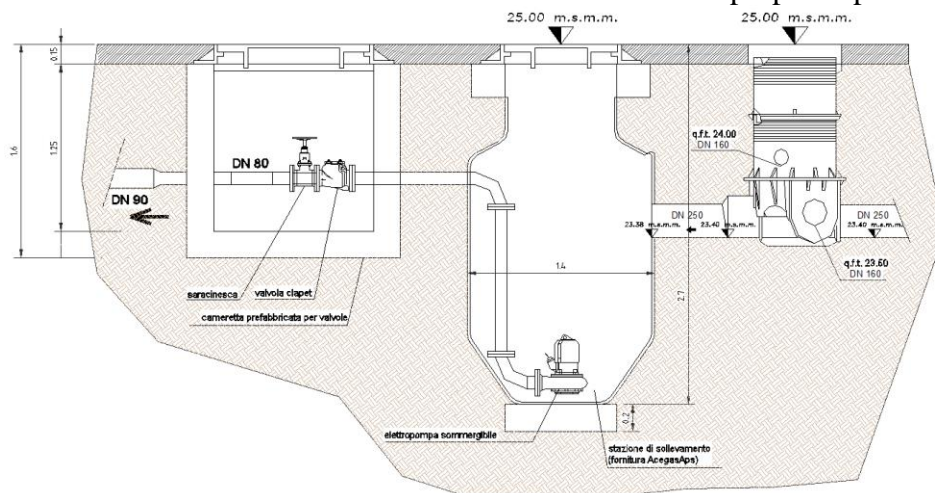 25.00 m.s.m.m.
25.00 m.s.m.m.
0.15
1.6
1.25
q.f.t. 24.00
DN 160
DN 80
DN 90
DN 250
DN 250
23.38 m.s.m.m.
23.40 m.s.m.m.
23.40 m.s.m.m.
1.4
2.7
q.f.t. 23.60
DN 160
saracinesca
valvola clapet
cameretta prefabbricata per valvole
0.2
elettropompa sommergibile
stazione di sollevamento
(fornitura AcegasAps)